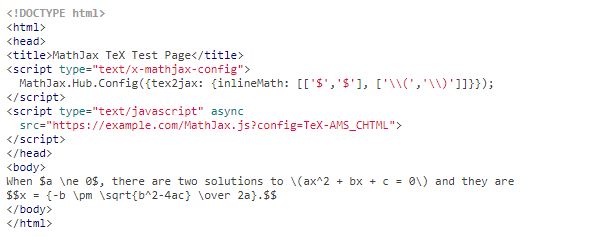 <!DOCTYPE html>
<html>
<head>
<title>MathJax TeX Test Page</title>
<script type="text/x-mathjax-config">
  MathJax.Hub.Config({tex2jax: {inlineMath: [['$','$'], ['\\(','\\)']]}});
</script>
<script type="text/javascript" async
  src="https://example.com/MathJax.js?config=TeX-AMS_CHTML">
</script>
</head>
<body>
When $a \ne 0$, there are two solutions to \(ax^2 + bx + c = 0\) and they are
$$x = {-b \pm \sqrt{b^2-4ac} \over 2a}.$$
</body>
</html>